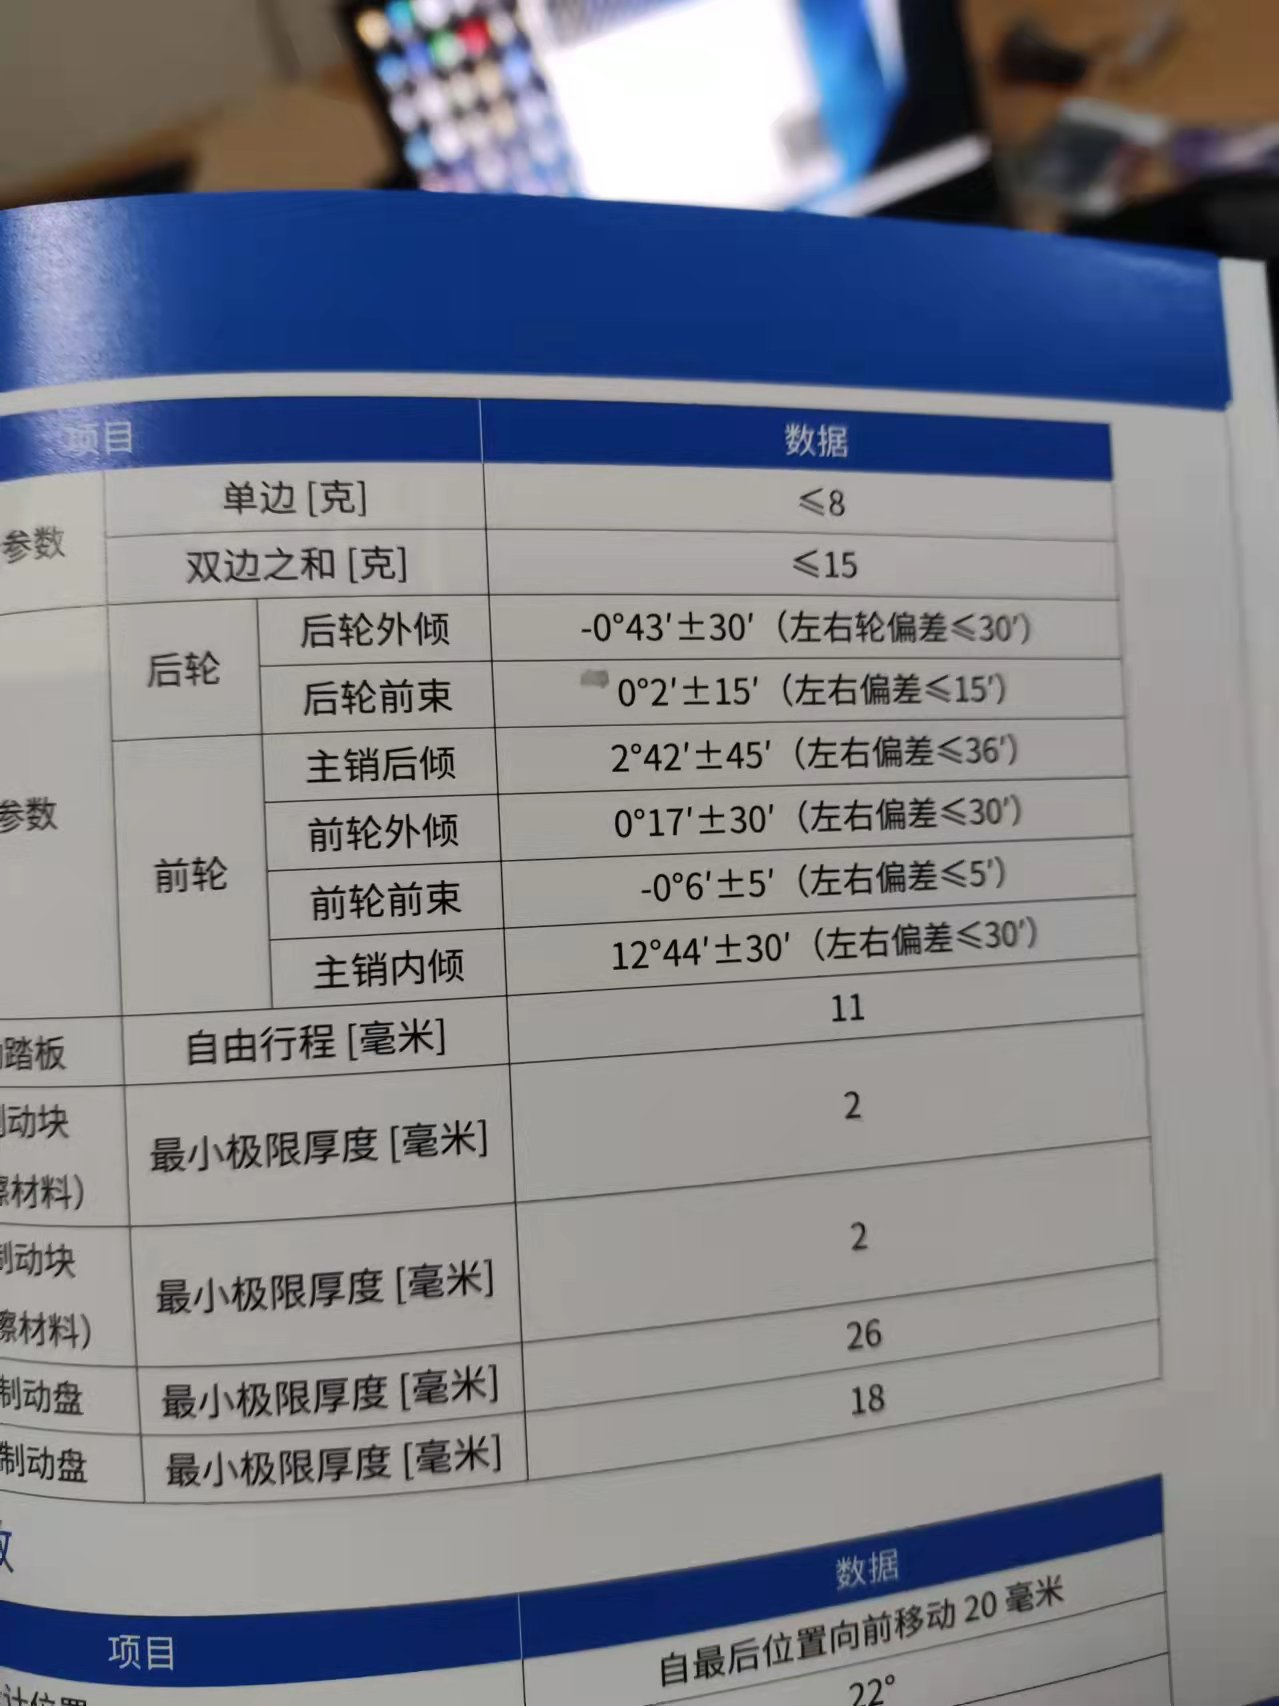 项目 数据
参数 单边 [克] ≤8
双边之和 [克] ≤15
参数 后轮 后轮外倾 -0°43′±30′（左右轮偏差≤30′）
后轮前束 0°2′±15′（左右偏差≤15′）
前轮 主销后倾 2°42′±45′（左右偏差≤36′）
前轮外倾 0°17′±30′（左右偏差≤30′）
前轮前束 -0°6′±5′（左右偏差≤5′）
主销内倾 12°44′±30′（左右偏差≤30′）
踏板 自由行程 [毫米] 11
制动块
材料） 最小极限厚度 [毫米] 2
制动块
擦材料） 最小极限厚度 [毫米] 2
制动盘 最小极限厚度 [毫米] 26
制动盘 最小极限厚度 [毫米] 18
项目 数据
自最后位置向前移动 20 毫米
22°